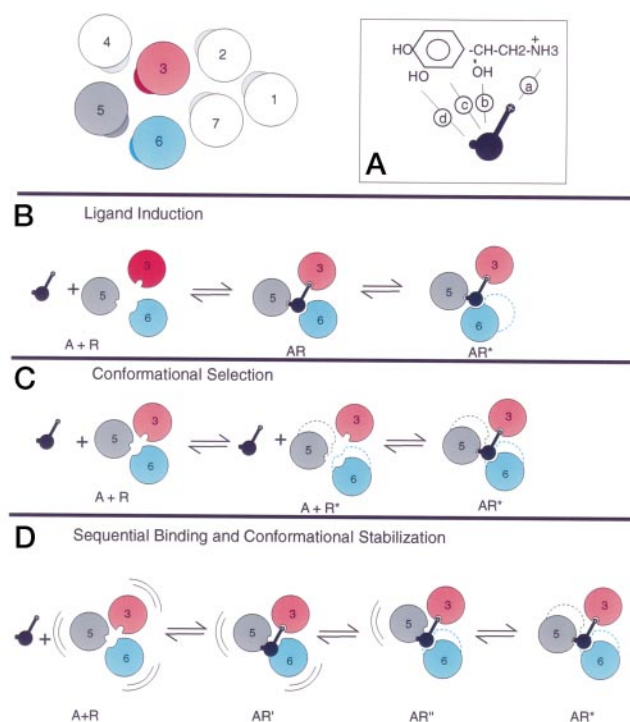 4
3
2
5
1
6
7
HO
HO
-CH-CH2-NH3
+
OH
a
b
c
d
A
B Ligand Induction
+ 5 3 6
5 3 6
5 3 6
A + R AR AR*
C Conformational Selection
+ 5 3 6 + 5 3 6 5 3 6
A + R A + R* AR*
D Sequential Binding and Conformational Stabilization
+ 5 3 6 5 3 6 5 3 6 5 3 6
A+R AR' AR" AR*